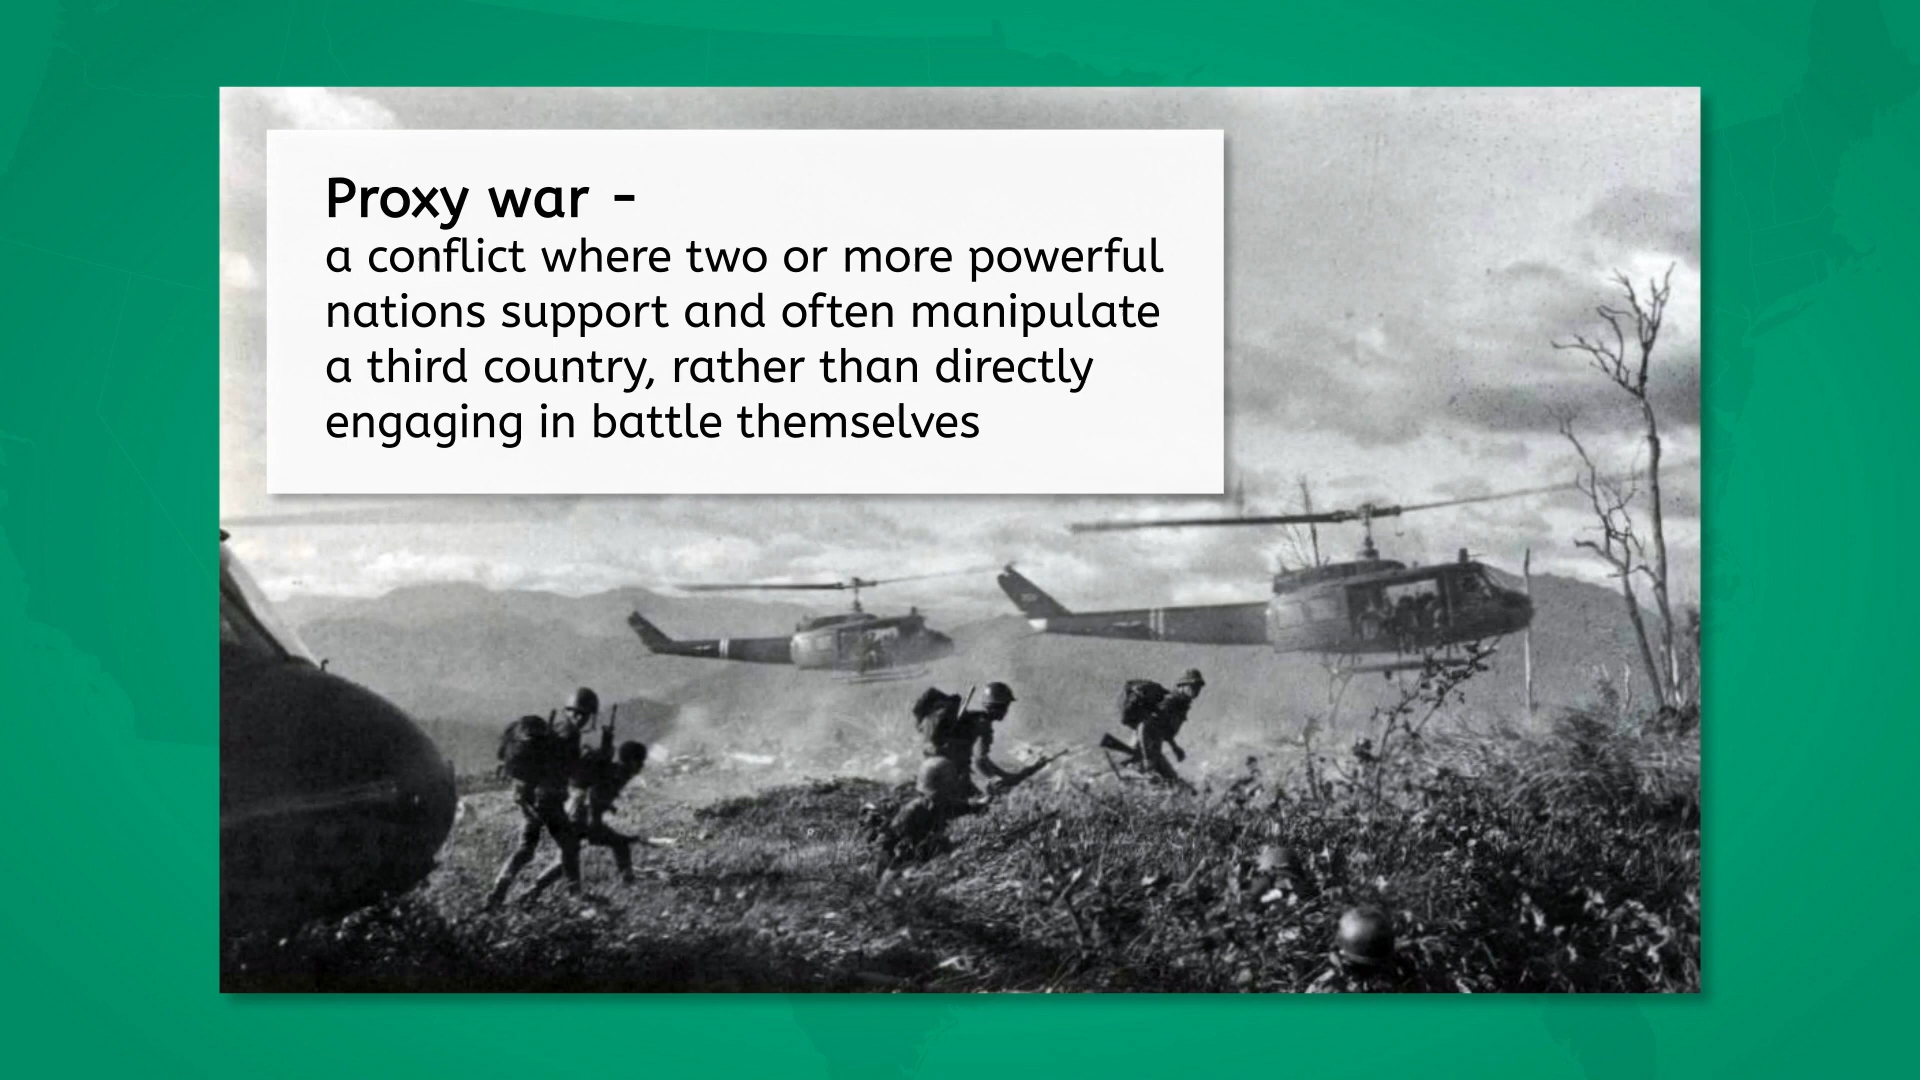 Proxy war -
a conflict where two or more powerful
nations support and often manipulate
a third country, rather than directly
engaging in battle themselves